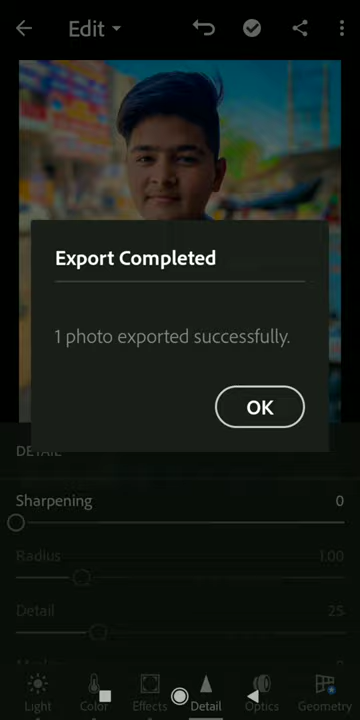 Edit
Export Completed
1 photo exported successfully.
OK
DETAIL
Sharpening 0
Radius 1.00
Detail 25
Light Color Effects Detail Optics Geometry